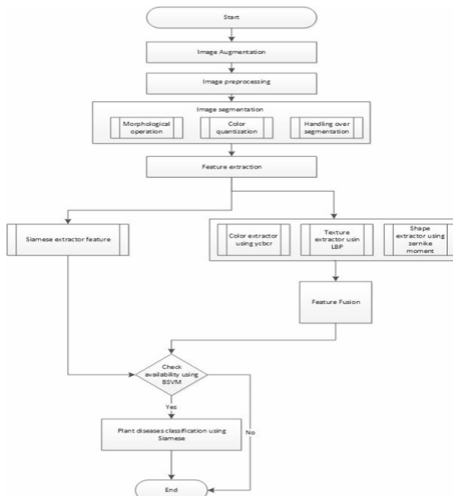 Start
Image Augmentation
Image preprocessing
Image segmentation
Morphological
operation
Color
quantization
Handling over
segmentation
Feature extraction
Siamese extractor feature
Color extractor
using ycbcr
Texture
extractor usin
LBP
Shape
extractor using
zernike
moment
Feature Fusion
Check
availability using
BSVM
Yes
No
Plant diseases classification using
Siamese
End